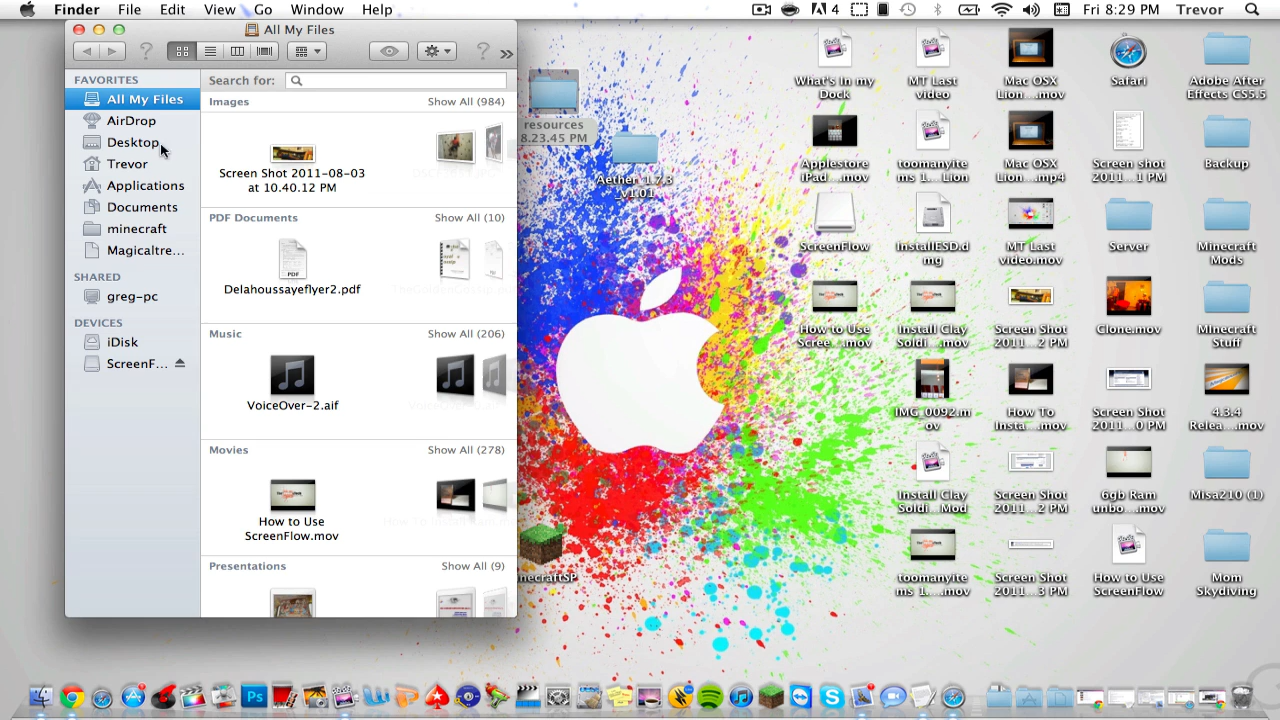 Finder File Edit View Go Window Help
4 Fri 8:29 PM Trevor
All My Files
FAVORITES
All My Files
AirDrop
Desktop
Trevor
Applications
Documents
minecraft
Magicaltre...
SHARED
greg-pc
DEVICES
iDisk
ScreenF...
Search for:
Images Show All (984)
Screen Shot 2011-08-03
at 10.40.12 PM
PDF Documents Show All (10)
PDF
Delahoussayeflyer2.pdf
Music Show All (206)
VoiceOver-2.aif
Movies Show All (278)
How to Use
ScreenFlow.mov
Presentations Show All (9)
resources
8.23.45 PM
Aether 1.7.3
_v1.01
necraftSP
What's In my
Dock
MT Last
video
Mac OSX
Lion....mov
Safari
Adobe After
Effects CS5.5
Applestore
iPad....mov
toomanyite
ms 1.... Lion
Mac OSX
Lion....mp4
Screen shot
2011...1 PM
Backup
ScreenFlow
InstallESD.d
mg
MT Last
video.mov
Server
Minecraft
Mods
How to Use
Scree....mov
Install Clay
Soldi....mov
Screen Shot
2011...2 PM
Clone.mov
MInecraft
Stuff
IMG_0092.m
ov
How To
Insta....mov
Screen Shot
2011...0 PM
4.3.4
Relea...mov
Install Clay
Soldi...Mod
Screen Shot
2011...2 PM
6gb Ram
unbo....mov
Misa210 (1)
toomanyite
ms 1....mov
Screen Shot
2011...3 PM
How to Use
ScreenFlow
Mom
Skydiving
Ps